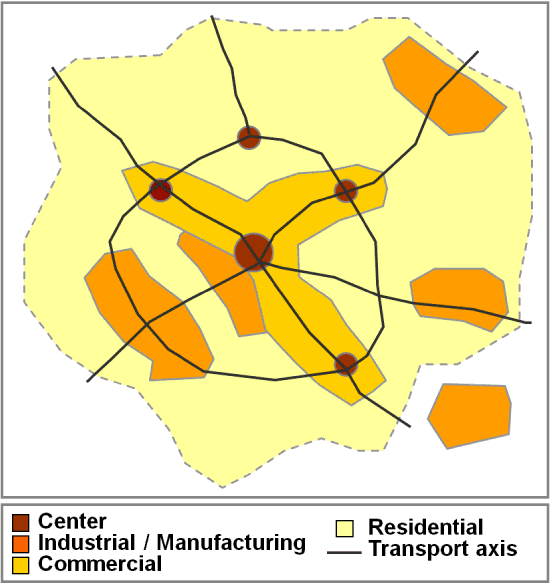 Center
Industrial / Manufacturing
Commercial
Residential
Transport axis